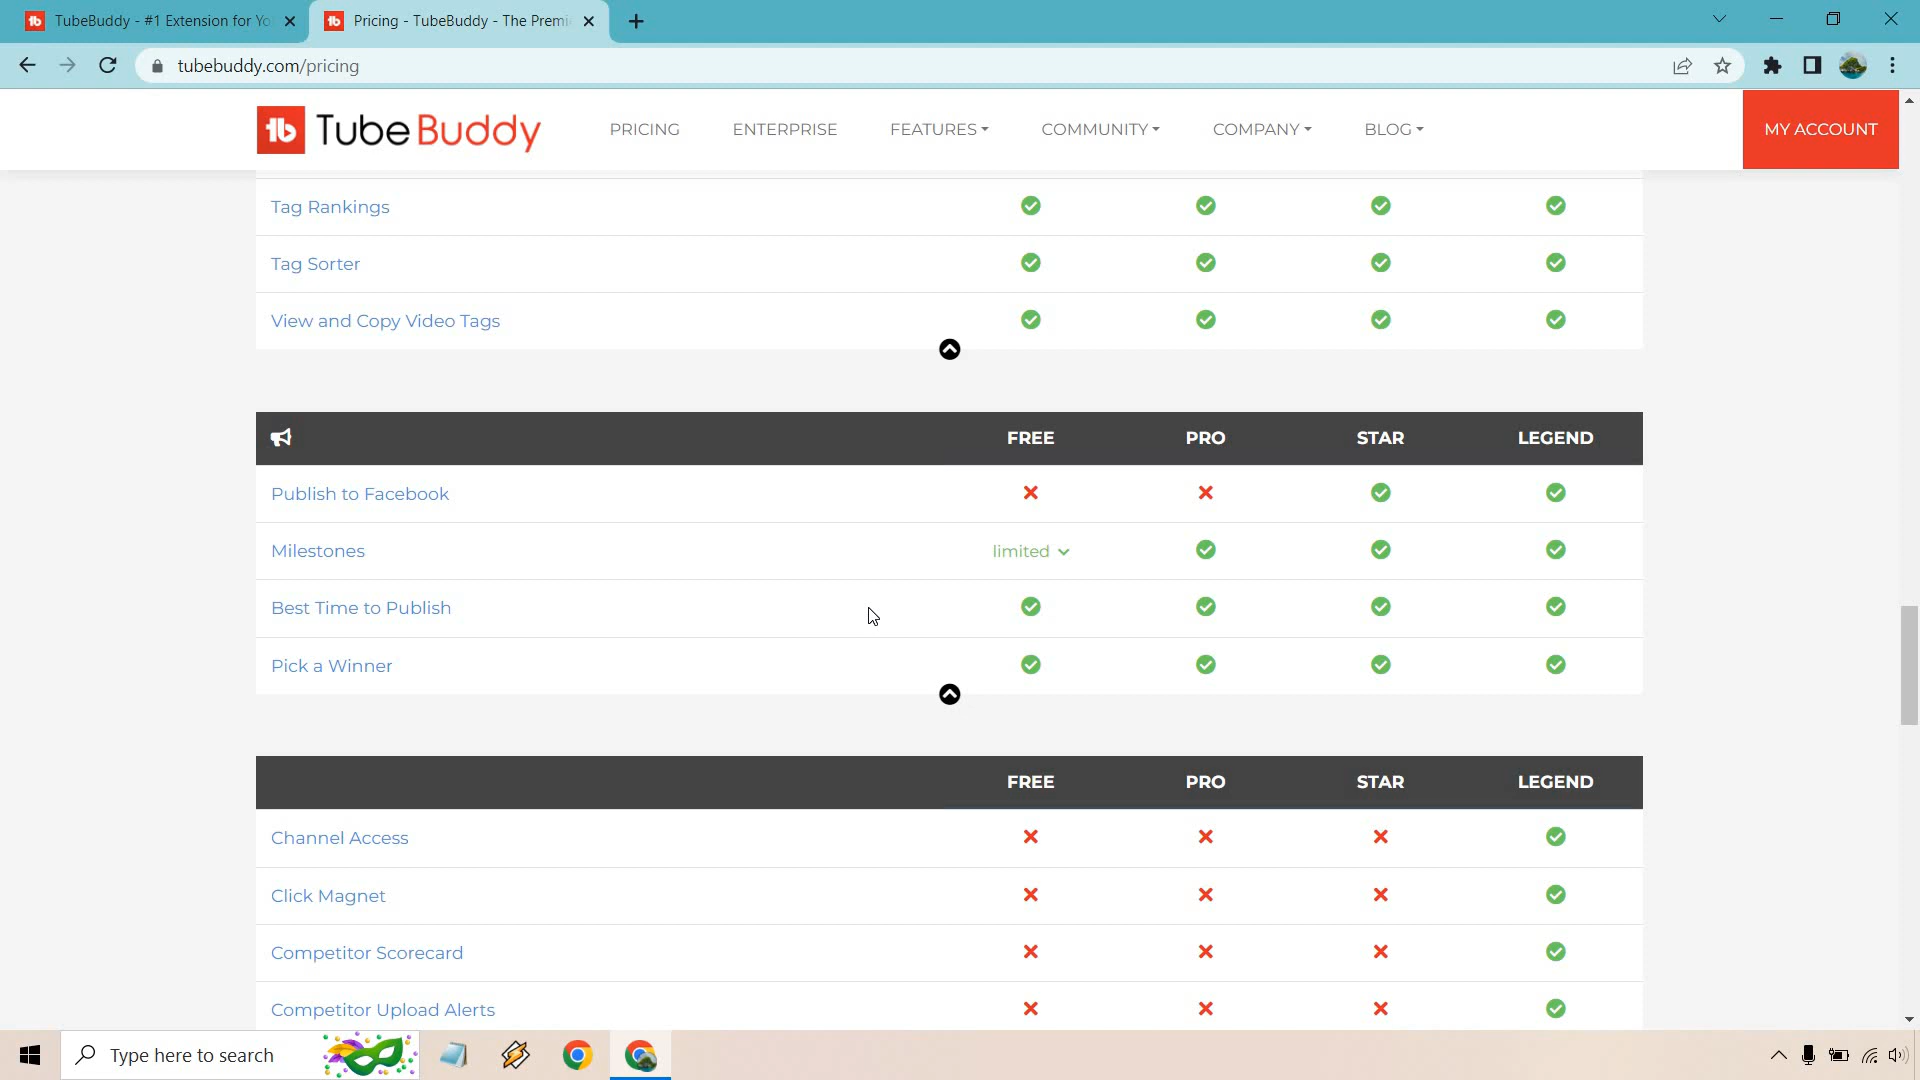 TubeBuddy - #1 Extension for Yo
Pricing - TubeBuddy - The Premi
tubebuddy.com/pricing
tb TubeBuddy PRICING ENTERPRISE FEATURES COMMUNITY COMPANY BLOG MY ACCOUNT
Tag Rankings
Tag Sorter
View and Copy Video Tags
FREE PRO STAR LEGEND
Publish to Facebook
Milestones limited
Best Time to Publish
Pick a Winner
FREE PRO STAR LEGEND
Channel Access
Click Magnet
Competitor Scorecard
Competitor Upload Alerts
Type here to search